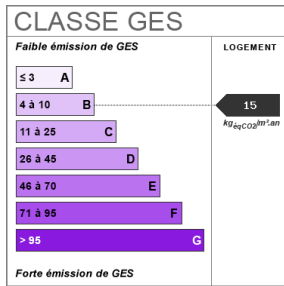 CLASSE GES
Faible émission de GES
LOGEMENT
≤ 3 A
4 à 10 B
15
kgéqCO2/m².an
11 à 25 C
26 à 45 D
46 à 70 E
71 à 95 F
> 95 G
Forte émission de GES